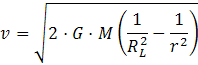 v = √(2 · G · M (1/R_L² − 1/r²))